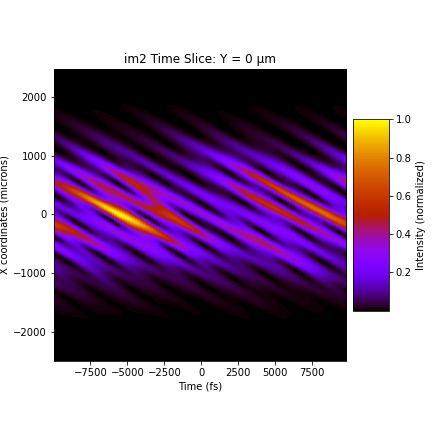 im2 Time Slice: Y = 0 μm
X coordinates (microns)
2000
1000
0
−1000
−2000
−7500 −5000 −2500 0 2500 5000 7500
Time (fs)
1.0
0.8
0.6
0.4
0.2
Intensity (normalized)